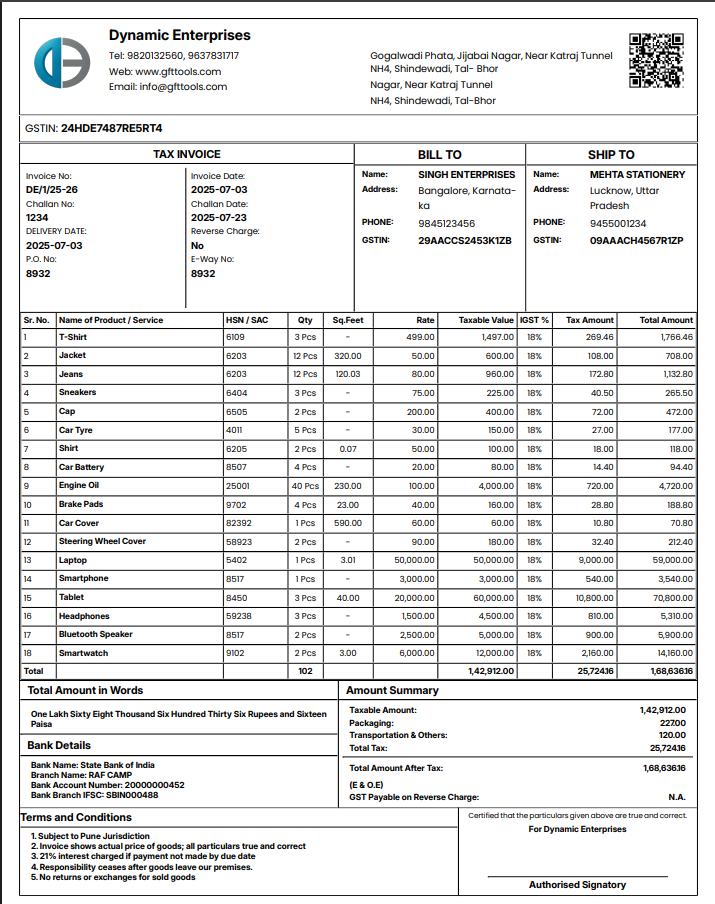 Dynamic Enterprises
Tel: 9820132560, 9637831717
Web: www.gfttools.com
Email: info@gfttools.com
Gogalwadi Phata, Jijabai Nagar, Near Katraj Tunnel
NH4, Shindewadi, Tal- Bhor
Nagar, Near Katraj Tunnel
NH4, Shindewadi, Tal-Bhor
GSTIN: 24HDE7487RE5RT4
TAX INVOICE
Invoice No:
DE/1/25-26
Challan No:
1234
DELIVERY DATE:
2025-07-03
P.O. No:
8932
Invoice Date:
2025-07-03
Challan Date:
2025-07-23
Reverse Charge:
No
E-Way No:
8932
BILL TO
Name: SINGH ENTERPRISES
Address: Bangalore, Karnata-
ka
PHONE: 9845123456
GSTIN: 29AACCS2453K1ZB
SHIP TO
Name: MEHTA STATIONERY
Address: Lucknow, Uttar
Pradesh
PHONE: 9455001234
GSTIN: 09AAACH4567R1ZP
Sr. No. Name of Product / Service HSN / SAC Qty Sq.Feet Rate Taxable Value IGST % Tax Amount Total Amount
1 T-Shirt 6109 3 Pcs - 499.00 1,497.00 18% 269.46 1,766.46
2 Jacket 6203 12 Pcs 320.00 50.00 600.00 18% 108.00 708.00
3 Jeans 6203 12 Pcs 120.03 80.00 960.00 18% 172.80 1,132.80
4 Sneakers 6404 3 Pcs - 75.00 225.00 18% 40.50 265.50
5 Cap 6505 2 Pcs - 200.00 400.00 18% 72.00 472.00
6 Car Tyre 4011 5 Pcs - 30.00 150.00 18% 27.00 177.00
7 Shirt 6205 2 Pcs 0.07 50.00 100.00 18% 18.00 118.00
8 Car Battery 8507 4 Pcs - 20.00 80.00 18% 14.40 94.40
9 Engine Oil 25001 40 Pcs 230.00 100.00 4,000.00 18% 720.00 4,720.00
10 Brake Pads 9702 4 Pcs 23.00 40.00 160.00 18% 28.80 188.80
11 Car Cover 82392 1 Pcs 590.00 60.00 60.00 18% 10.80 70.80
12 Steering Wheel Cover 58923 2 Pcs - 90.00 180.00 18% 32.40 212.40
13 Laptop 5402 1 Pcs 3.01 50,000.00 50,000.00 18% 9,000.00 59,000.00
14 Smartphone 8517 1 Pcs - 3,000.00 3,000.00 18% 540.00 3,540.00
15 Tablet 8450 3 Pcs 40.00 20,000.00 60,000.00 18% 10,800.00 70,800.00
16 Headphones 59238 3 Pcs - 1,500.00 4,500.00 18% 810.00 5,310.00
17 Bluetooth Speaker 8517 2 Pcs - 2,500.00 5,000.00 18% 900.00 5,900.00
18 Smartwatch 9102 2 Pcs 3.00 6,000.00 12,000.00 18% 2,160.00 14,160.00
Total 102 1,42,912.00 25,724.16 1,68,636.16
Total Amount in Words
One Lakh Sixty Eight Thousand Six Hundred Thirty Six Rupees and Sixteen
Paisa
Bank Details
Bank Name: State Bank of India
Branch Name: RAF CAMP
Bank Account Number: 20000000452
Bank Branch IFSC: SBIN000488
Amount Summary
Taxable Amount: 1,42,912.00
Packaging: 227.00
Transportation & Others: 120.00
Total Tax: 25,724.16
Total Amount After Tax: 1,68,636.16
(E & O.E)
GST Payable on Reverse Charge: N.A.
Terms and Conditions
1. Subject to Pune Jurisdiction
2. Invoice shows actual price of goods; all particulars true and correct
3. 21% interest charged if payment not made by due date
4. Responsibility ceases after goods leave our premises.
5. No returns or exchanges for sold goods
Certified that the particulars given above are true and correct.
For Dynamic Enterprises
Authorised Signatory